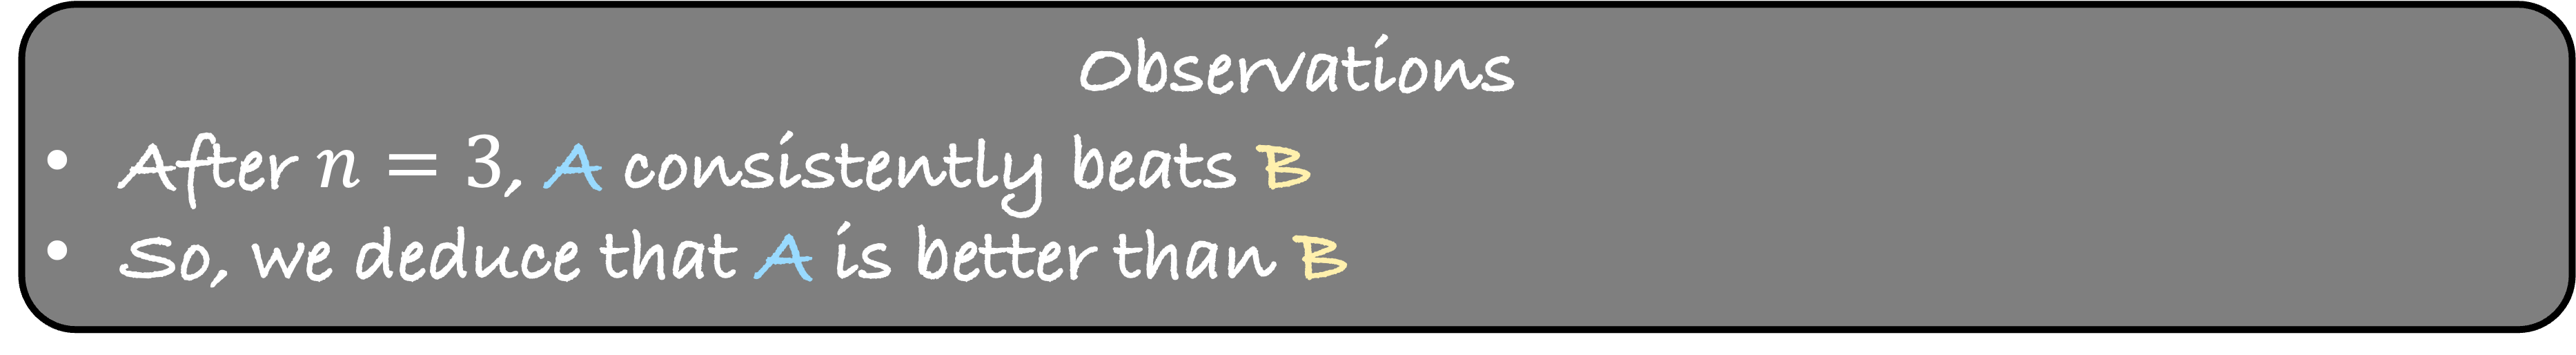 Observations
• After n = 3, A consistently beats B
• So, we deduce that A is better than B